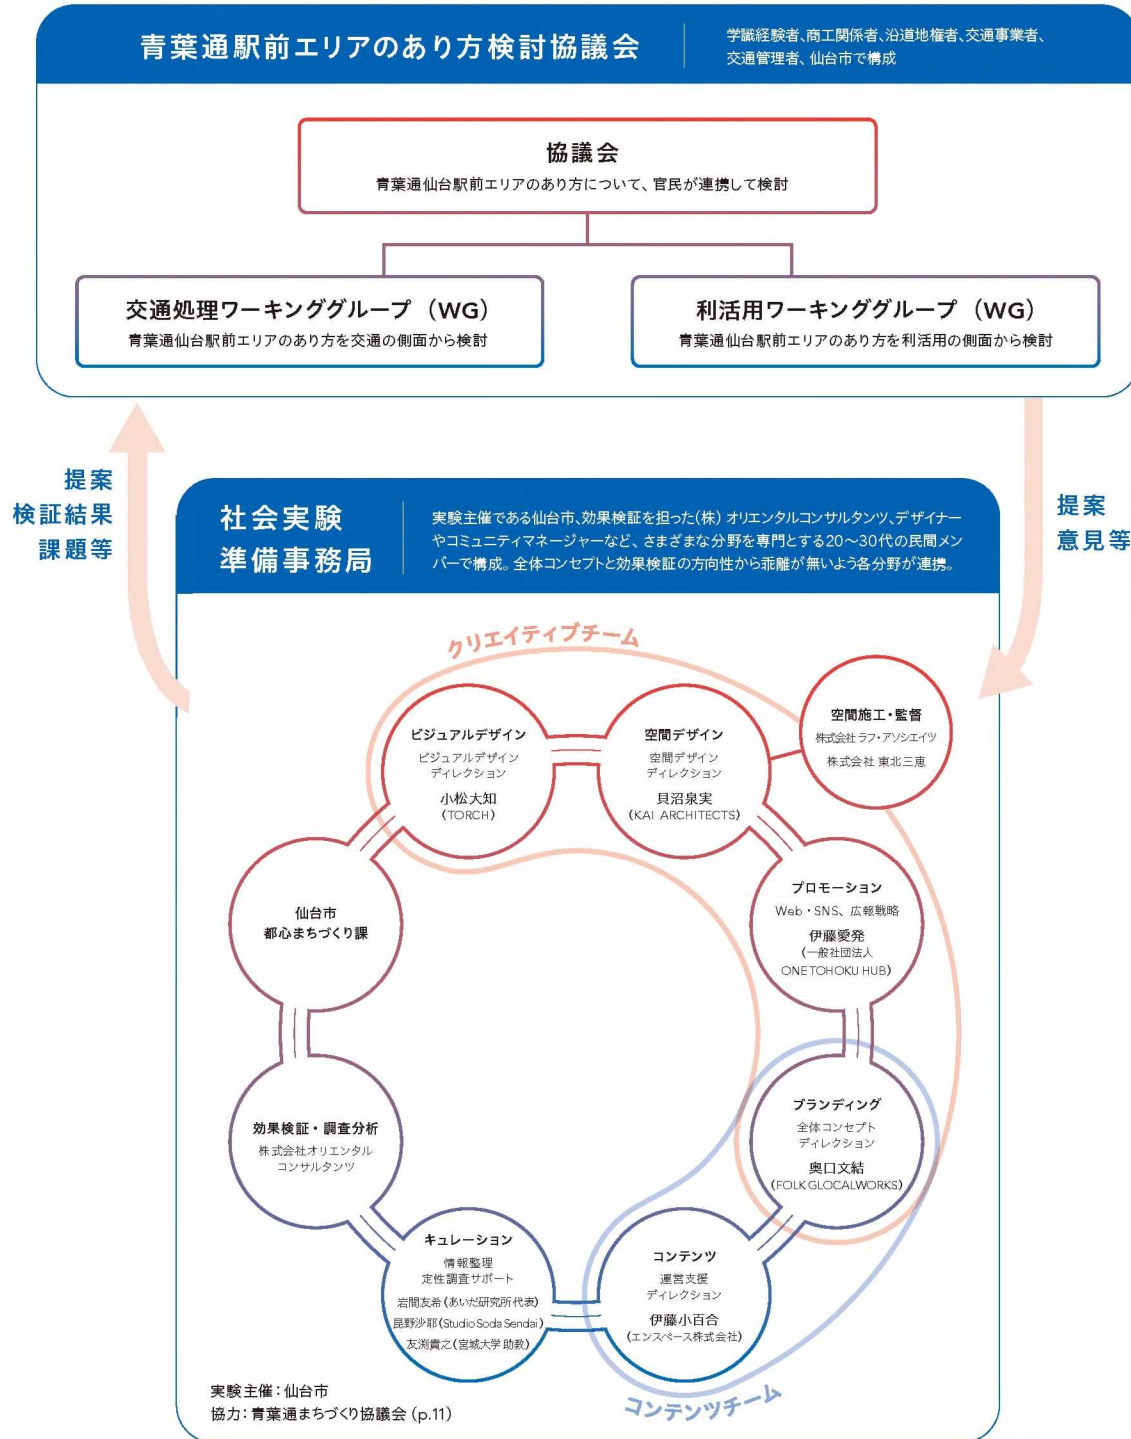 青葉通駅前エリアのあり方検討協議会
学識経験者、商工関係者、沿道地権者、交通事業者、
交通管理者、仙台市で構成
協議会
青葉通仙台駅前エリアのあり方について、官民が連携して検討
交通処理ワーキンググループ（WG）
青葉通仙台駅前エリアのあり方を交通の側面から検討
利活用ワーキンググループ（WG）
青葉通仙台駅前エリアのあり方を利活用の側面から検討
提案
検証結果
課題等
提案
意見等
社会実験
準備事務局
実験主催である仙台市、効果検証を担った(株) オリエンタルコンサルタンツ、デザイナー
やコミュニティマネージャーなど、さまざまな分野を専門とする20～30代の民間メン
バーで構成。全体コンセプトと効果検証の方向性から乖離が無いよう各分野が連携。
クリエイティブチーム
ビジュアルデザイン
ビジュアルデザイン
ディレクション
小松大知
(TORCH)
空間デザイン
空間デザイン
ディレクション
貝沼泉実
(KAI ARCHITECTS)
空間施工・監督
株式会社 ラフ・アソシエイツ
株式会社 東北三恵
仙台市
都心まちづくり課
プロモーション
Web・SNS、広報戦略
伊藤愛発
(一般社団法人
ONE TOHOKU HUB)
効果検証・調査分析
株式会社オリエンタル
コンサルタンツ
ブランディング
全体コンセプト
ディレクション
奥口文結
(FOLK GLOCALWORKS)
キュレーション
情報整理
定性調査サポート
岩間友希(あいだ研究所代表)
昆野沙耶(Studio Soda Sendai)
友渕貴之(宮城大学 助教)
コンテンツ
運営支援
ディレクション
伊藤小百合
(エンスペース株式会社)
コンテンツチーム
実験主催：仙台市
協力：青葉通まちづくり協議会 (p.11)